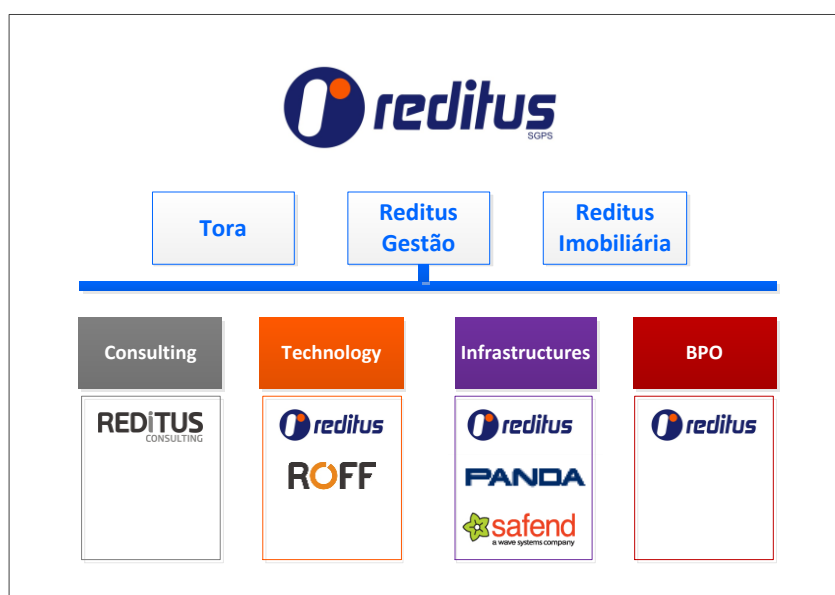 reditus
SGPS
Tora
Reditus
Gestão
Reditus
Imobiliária
Consulting
Technology
Infrastructures
BPO
REDiTUS
CONSULTING
reditus
ROFF
reditus
PANDA
safend
a wave systems company
reditus